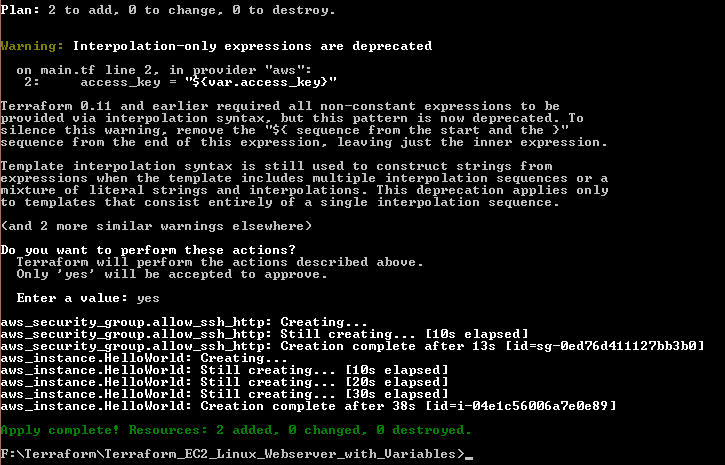 Plan: 2 to add, 0 to change, 0 to destroy.
Warning: Interpolation-only expressions are deprecated
on main.tf line 2, in provider "aws":
2: access_key = "${var.access_key}"
Terraform 0.11 and earlier required all non-constant expressions to be
provided via interpolation syntax, but this pattern is now deprecated. To
silence this warning, remove the "${ sequence from the start and the }"
sequence from the end of this expression, leaving just the inner expression.
Template interpolation syntax is still used to construct strings from
expressions when the template includes multiple interpolation sequences or a
mixture of literal strings and interpolations. This deprecation applies only
to templates that consist entirely of a single interpolation sequence.
(and 2 more similar warnings elsewhere)
Do you want to perform these actions?
Terraform will perform the actions described above.
Only 'yes' will be accepted to approve.
Enter a value: yes
aws_security_group.allow_ssh_http: Creating...
aws_security_group.allow_ssh_http: Still creating... [10s elapsed]
aws_security_group.allow_ssh_http: Creation complete after 13s [id=sg-0ed76d411127bb3b0]
aws_instance.HelloWorld: Creating...
aws_instance.HelloWorld: Still creating... [10s elapsed]
aws_instance.HelloWorld: Still creating... [20s elapsed]
aws_instance.HelloWorld: Still creating... [30s elapsed]
aws_instance.HelloWorld: Creation complete after 38s [id=i-04e1c56006a7e0e89]
Apply complete! Resources: 2 added, 0 changed, 0 destroyed.
F:\Terraform\Terraform_EC2_Linux_Webserver_with_Variables>_